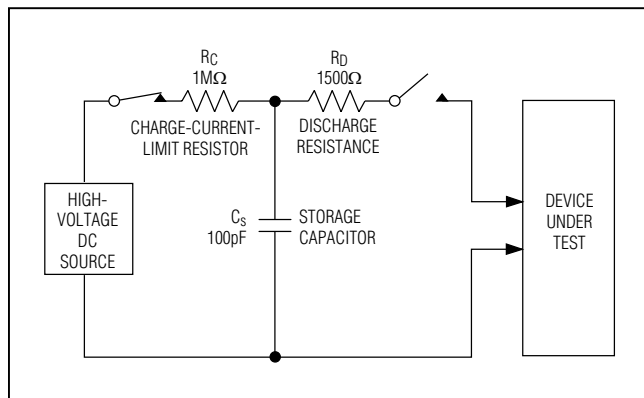 RC
1MΩ
CHARGE-CURRENT-
LIMIT RESISTOR
RD
1500Ω
DISCHARGE
RESISTANCE
HIGH-
VOLTAGE
DC
SOURCE
Cs
100pF
STORAGE
CAPACITOR
DEVICE
UNDER
TEST